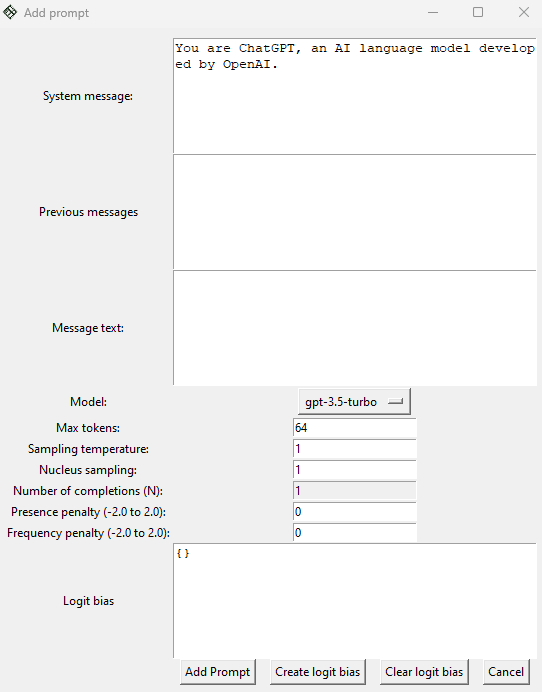 Add prompt
System message:
You are ChatGPT, an AI language model develop
ed by OpenAI.
Previous messages
Message text:
Model:
gpt-3.5-turbo
Max tokens:
64
Sampling temperature:
1
Nucleus sampling:
1
Number of completions (N):
1
Presence penalty (-2.0 to 2.0):
0
Frequency penalty (-2.0 to 2.0):
0
Logit bias
{}
Add Prompt
Create logit bias
Clear logit bias
Cancel